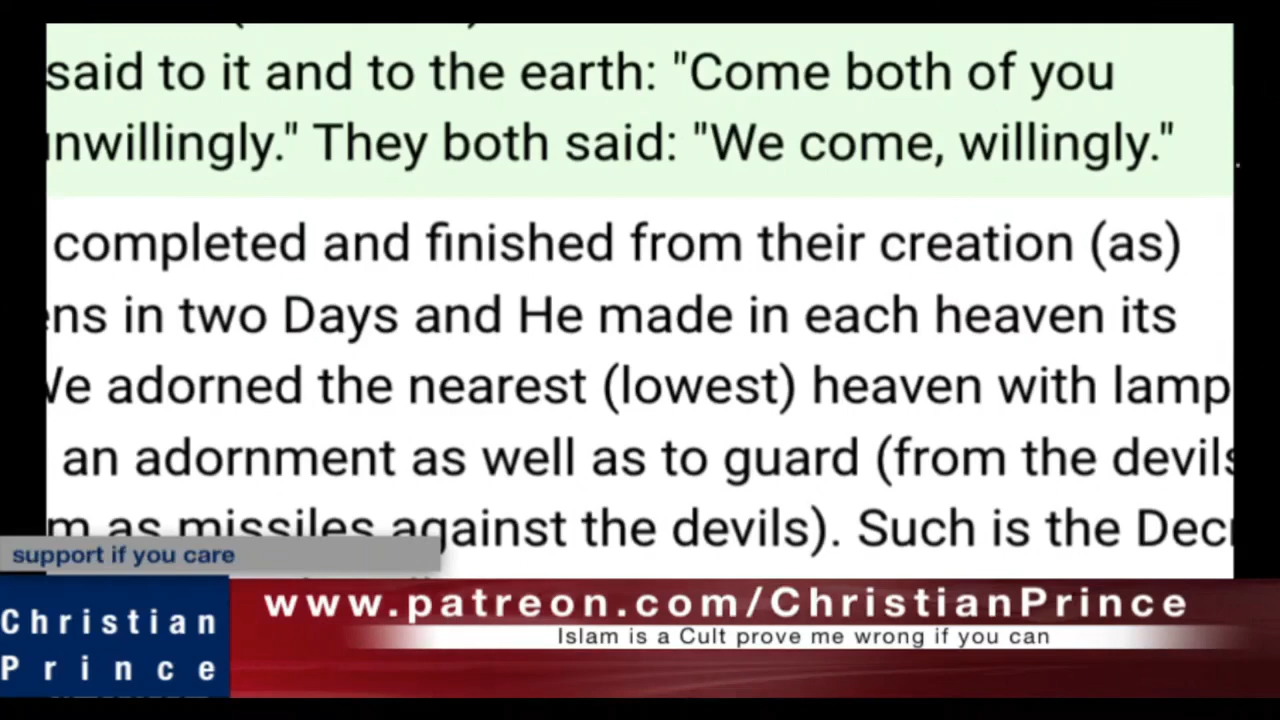 said to it and to the earth: "Come both of you
nwillingly." They both said: "We come, willingly."
completed and finished from their creation (as)
ns in two Days and He made in each heaven its
We adorned the nearest (lowest) heaven with lamp
an adornment as well as to guard (from the devils
m as missiles against the devils). Such is the Decr
support if you care
Christian
Prince
www.patreon.com/ChristianPrince
Islam is a Cult prove me wrong if you can